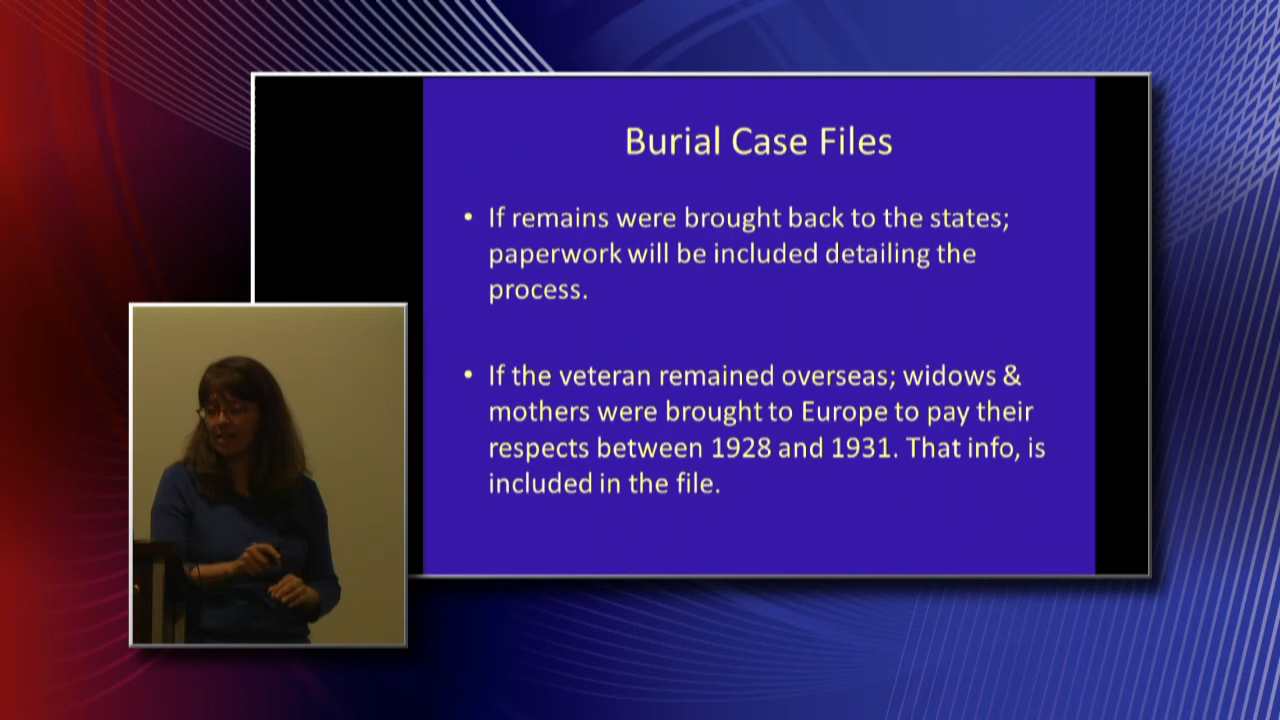 Burial Case Files
• If remains were brought back to the states;
paperwork will be included detailing the
process.
• If the veteran remained overseas; widows &
mothers were brought to Europe to pay their
respects between 1928 and 1931. That info, is
included in the file.